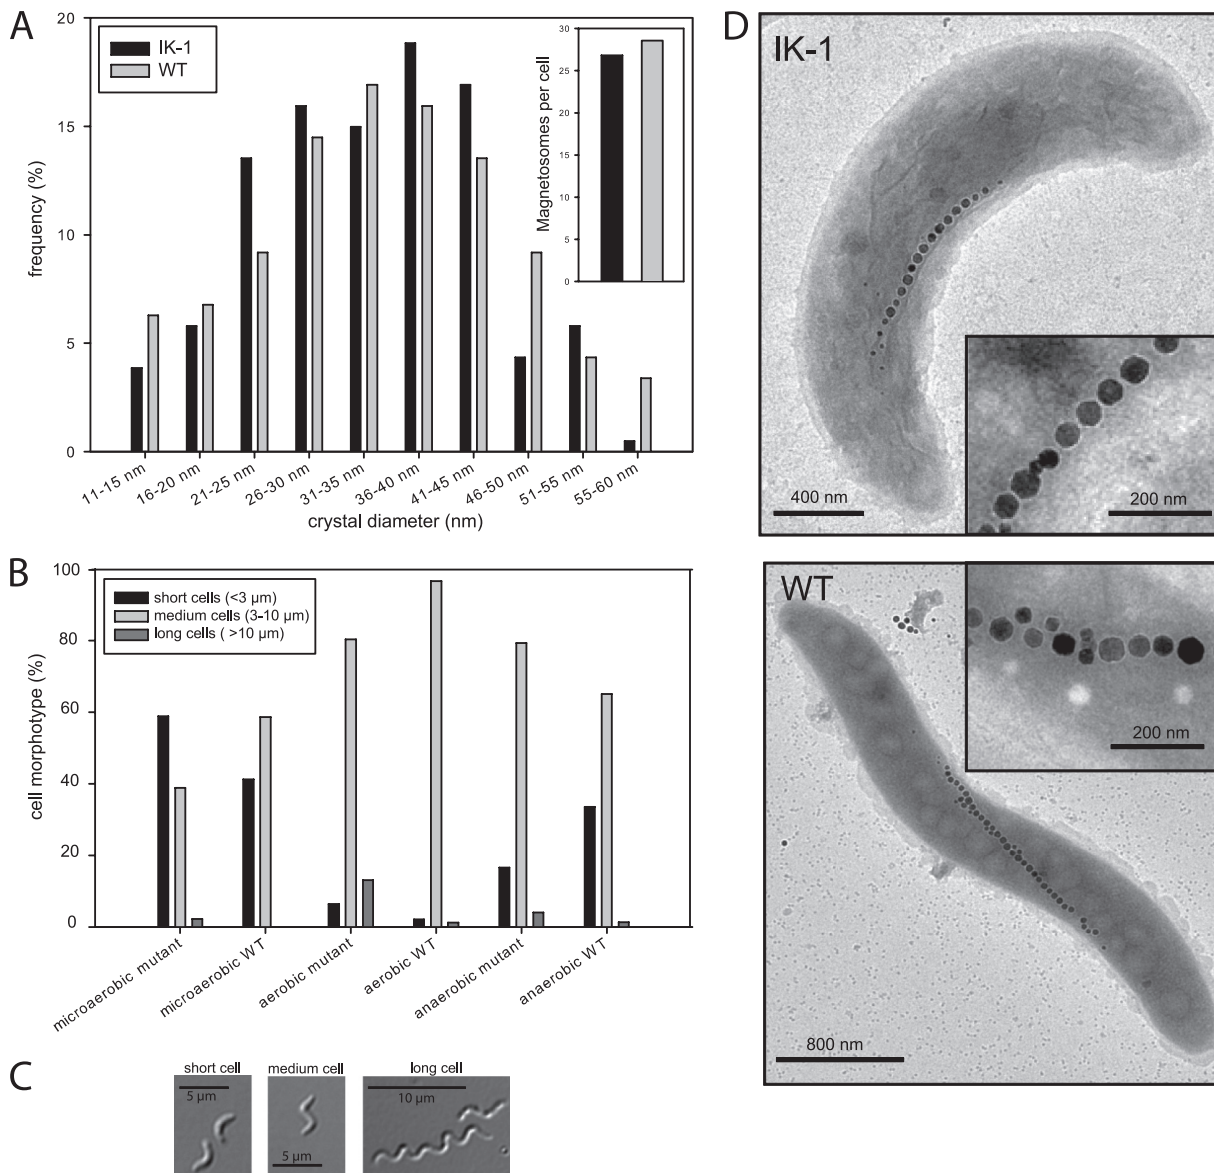 A
20
15
10
5
0
frequency (%)
IK-1
WT
30
25
20
15
10
5
0
Magnetosomes per cell
11-15 nm
16-20 nm
21-25 nm
26-30 nm
31-35 nm
36-40 nm
41-45 nm
46-50 nm
51-55 nm
55-60 nm
crystal diameter (nm)
B
100
80
60
40
20
0
cell morphotype (%)
short cells (<3 µm)
medium cells (3-10 µm)
long cells ( >10 µm)
microaerobic mutant
microaerobic WT
aerobic mutant
aerobic WT
anaerobic mutant
anaerobic WT
C
short cell
5 µm
medium cell
5 µm
long cell
10 µm
D
IK-1
400 nm
200 nm
WT
200 nm
800 nm